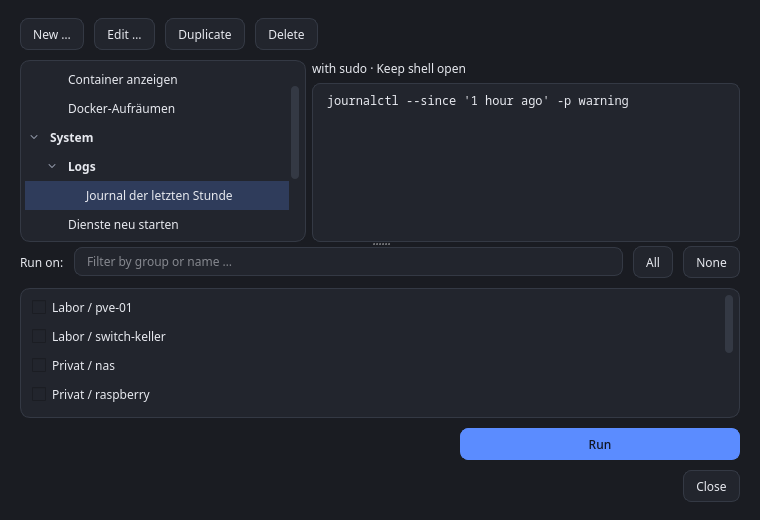 New ...
Edit ...
Duplicate
Delete
Container anzeigen
Docker-Aufräumen
System
Logs
Journal der letzten Stunde
Dienste neu starten
with sudo · Keep shell open
journalctl --since '1 hour ago' -p warning
Run on:
Filter by group or name ...
All
None
Labor / pve-01
Labor / switch-keller
Privat / nas
Privat / raspberry
Run
Close